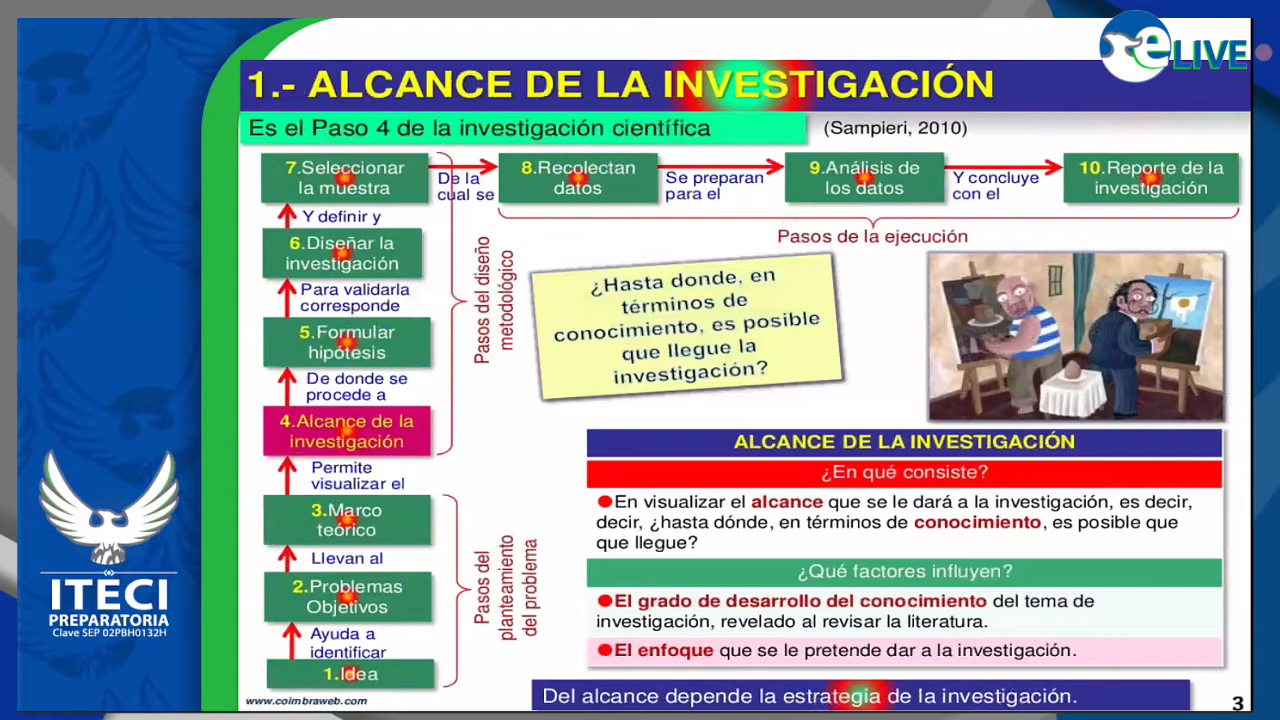 eLIVE
1.- ALCANCE DE LA INVESTIGACIÓN
Es el Paso 4 de la investigación científica
(Sampieri, 2010)
7.Seleccionar
la muestra
De la
cual se
8.Recolectan
datos
Se preparan
para el
9.Análisis de
los datos
Y concluye
con el
10.Reporte de la
investigación
Pasos de la ejecución
Y definir y
6.Diseñar la
investigación
Para validarla
corresponde
5.Formular
hipótesis
De donde se
procede a
4.Alcance de la
investigación
Pasos del diseño
metodológico
Permite
visualizar el
3.Marco
teórico
Llevan al
2.Problemas
Objetivos
Ayuda a
identificar
1.Idea
Pasos del
planteamiento
del problema
¿Hasta donde, en
términos de
conocimiento, es posible
que llegue la
investigación?
ALCANCE DE LA INVESTIGACIÓN
¿En qué consiste?
●En visualizar el alcance que se le dará a la investigación, es decir,
decir, ¿hasta dónde, en términos de conocimiento, es posible que
que llegue?
¿Qué factores influyen?
●El grado de desarrollo del conocimiento del tema de
investigación, revelado al revisar la literatura.
●El enfoque que se le pretende dar a la investigación.
Del alcance depende la estrategia de la investigación.
www.coimbraweb.com
3
ITECI
PREPARATORIA
Clave SEP 02PBH0132H